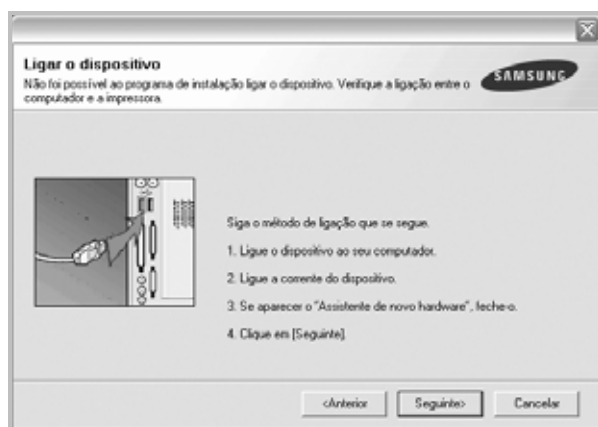 Ligar o dispositivo
Não foi possível ao programa de instalação ligar o dispositivo. Verifique a ligação entre o
computador e a impressora.
SAMSUNG
Siga o método de ligação que se segue.
1. Ligue o dispositivo ao seu computador.
2. Ligue a corrente do dispositivo.
3. Se aparecer o "Assistente de novo hardware", feche-o.
4. Clique em [Seguinte].
<Anterior
Seguinte>
Cancelar